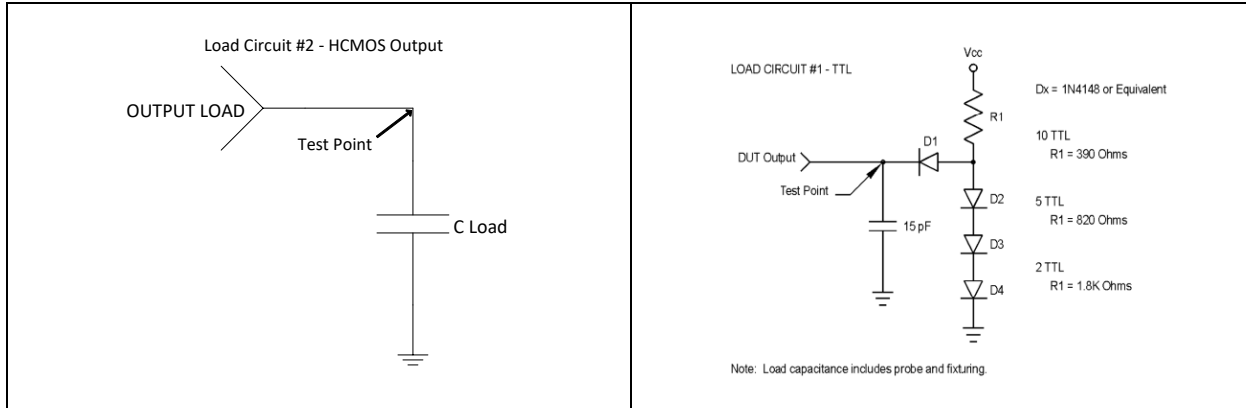 Load Circuit #2 - HCMOS Output
OUTPUT LOAD
Test Point
C Load
LOAD CIRCUIT #1 - TTL
Vcc
Dx = 1N4148 or Equivalent
R1
10 TTL
R1 = 390 Ohms
D1
DUT Output
Test Point
D2
5 TTL
R1 = 820 Ohms
15 pF
D3
2 TTL
R1 = 1.8K Ohms
D4
Note: Load capacitance includes probe and fixturing.